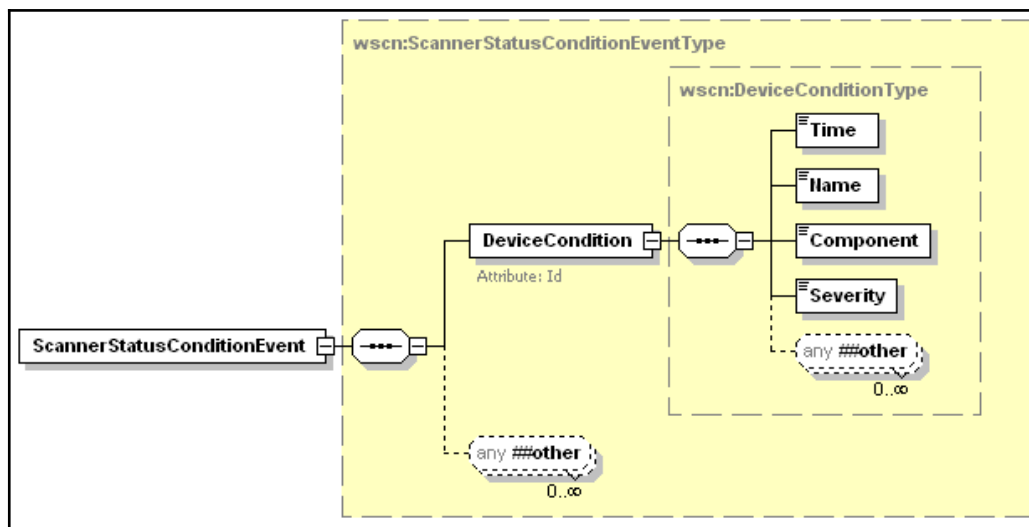 wscn:ScannerStatusConditionEventType
wscn:DeviceConditionType
Time
Name
DeviceCondition
Component
Attribute: Id
Severity
ScannerStatusConditionEvent
any ##other
0..∞
any ##other
0..∞